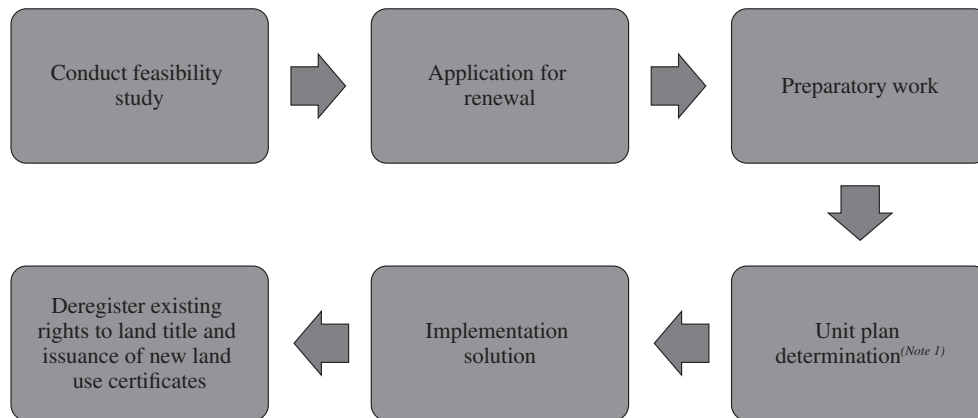 Conduct feasibility
study
Application for
renewal
Preparatory work
Unit plan
determination(Note 1)
Implementation
solution
Deregister existing
rights to land title and
issuance of new land
use certificates